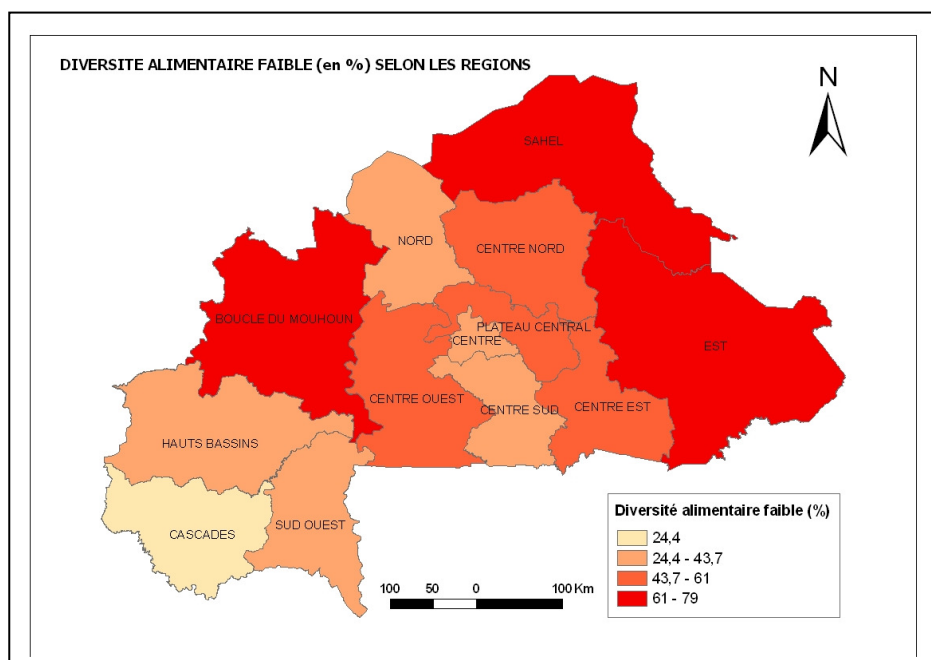 DIVERSITE ALIMENTAIRE FAIBLE (en %) SELON LES REGIONS
N
SAHEL
NORD
CENTRE NORD
BOUCLE DU MOUHOUN
PLATEAU CENTRAL
CENTRE
EST
CENTRE OUEST
CENTRE SUD
CENTRE EST
HAUTS BASSINS
SUD OUEST
CASCADES
Diversité alimentaire faible (%)
24,4
24,4 - 43,7
43,7 - 61
61 - 79
100 50 0 100 Km